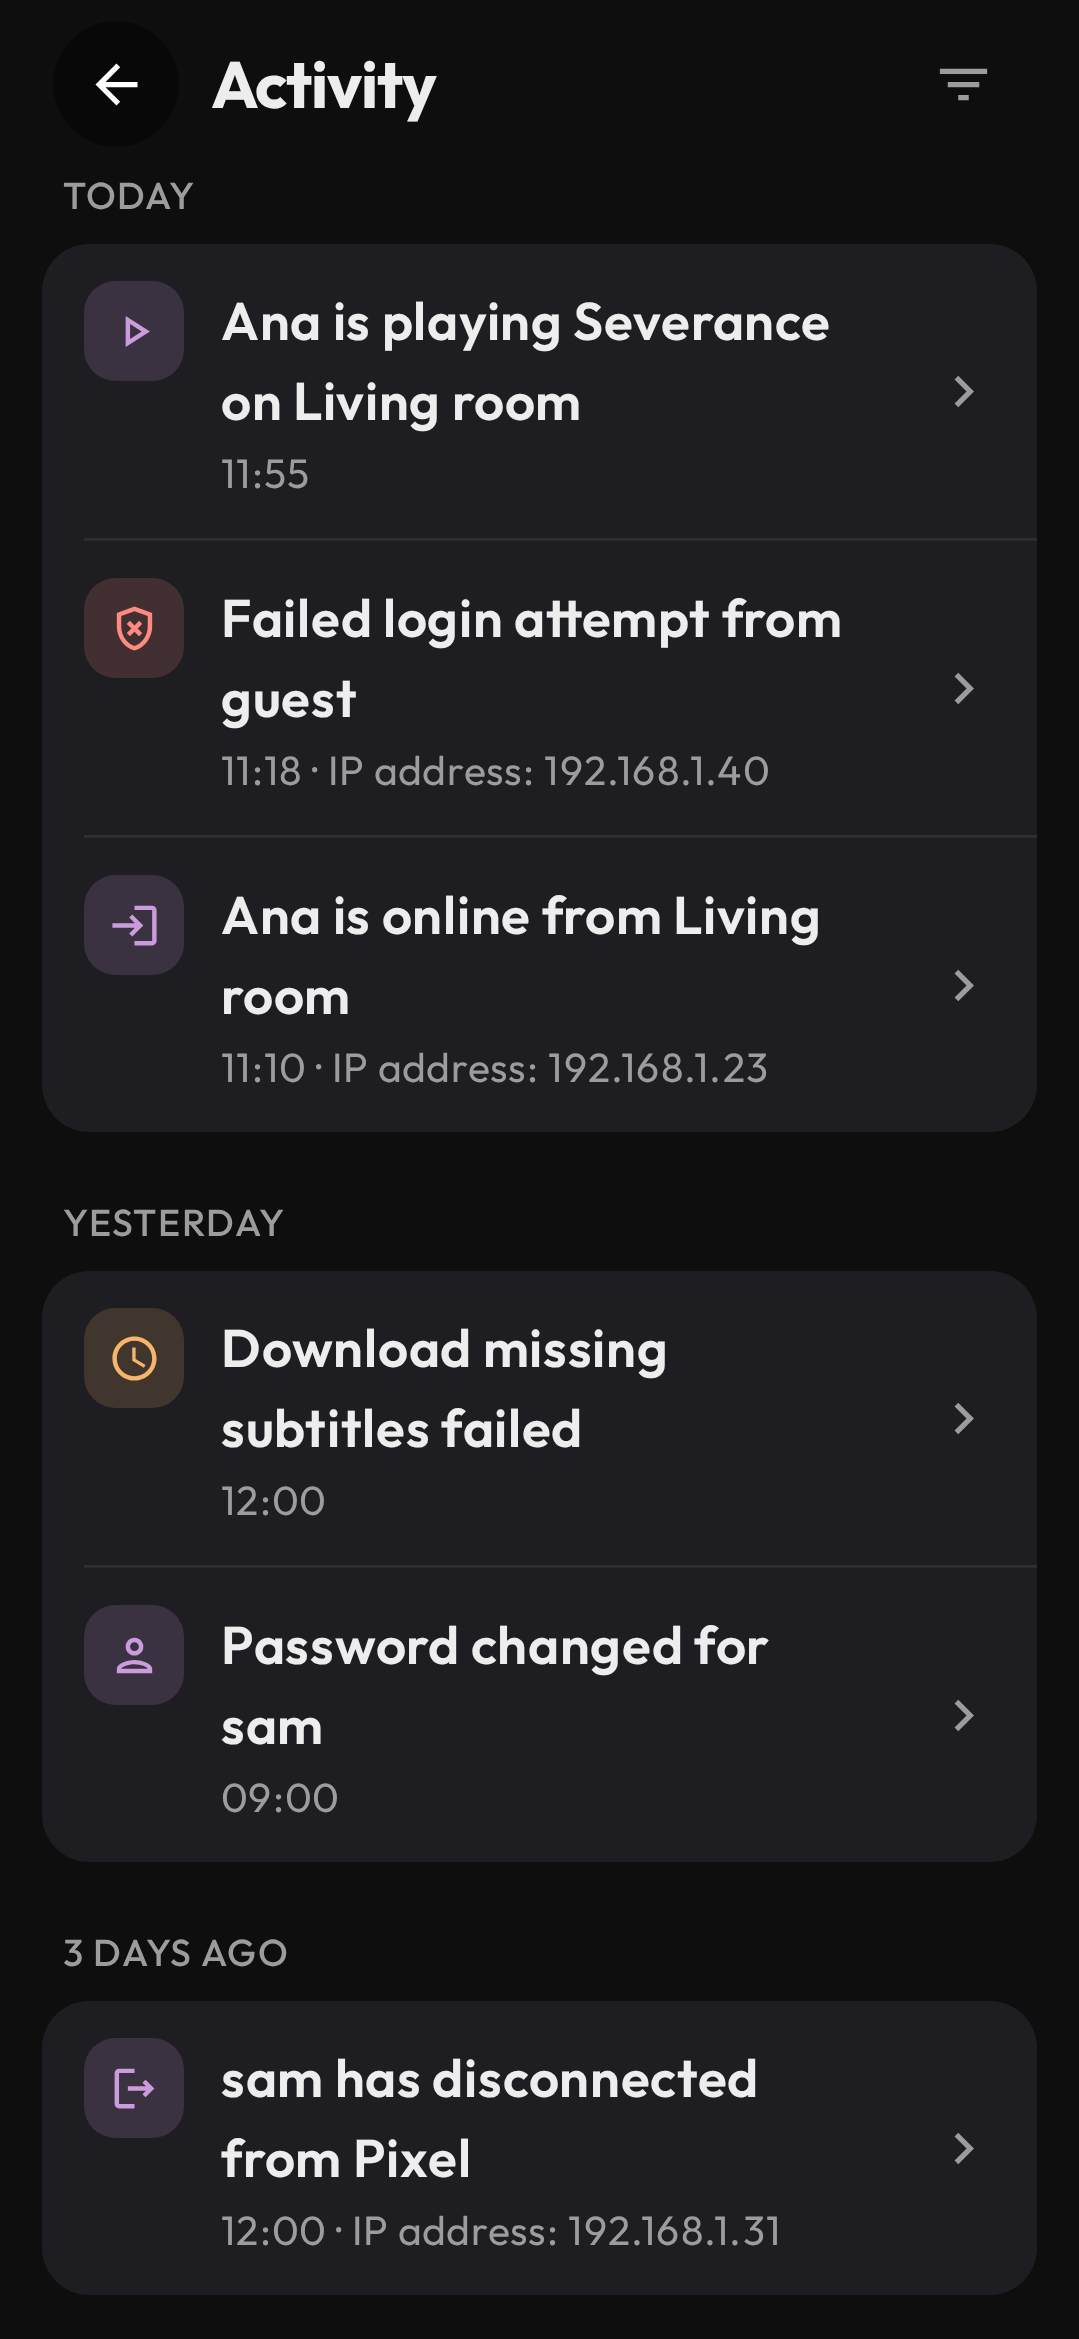 Activity
TODAY
Ana is playing Severance
on Living room
11:55
Failed login attempt from
guest
11:18 · IP address: 192.168.1.40
Ana is online from Living
room
11:10 · IP address: 192.168.1.23
YESTERDAY
Download missing
subtitles failed
12:00
Password changed for
sam
09:00
3 DAYS AGO
sam has disconnected
from Pixel
12:00 · IP address: 192.168.1.31